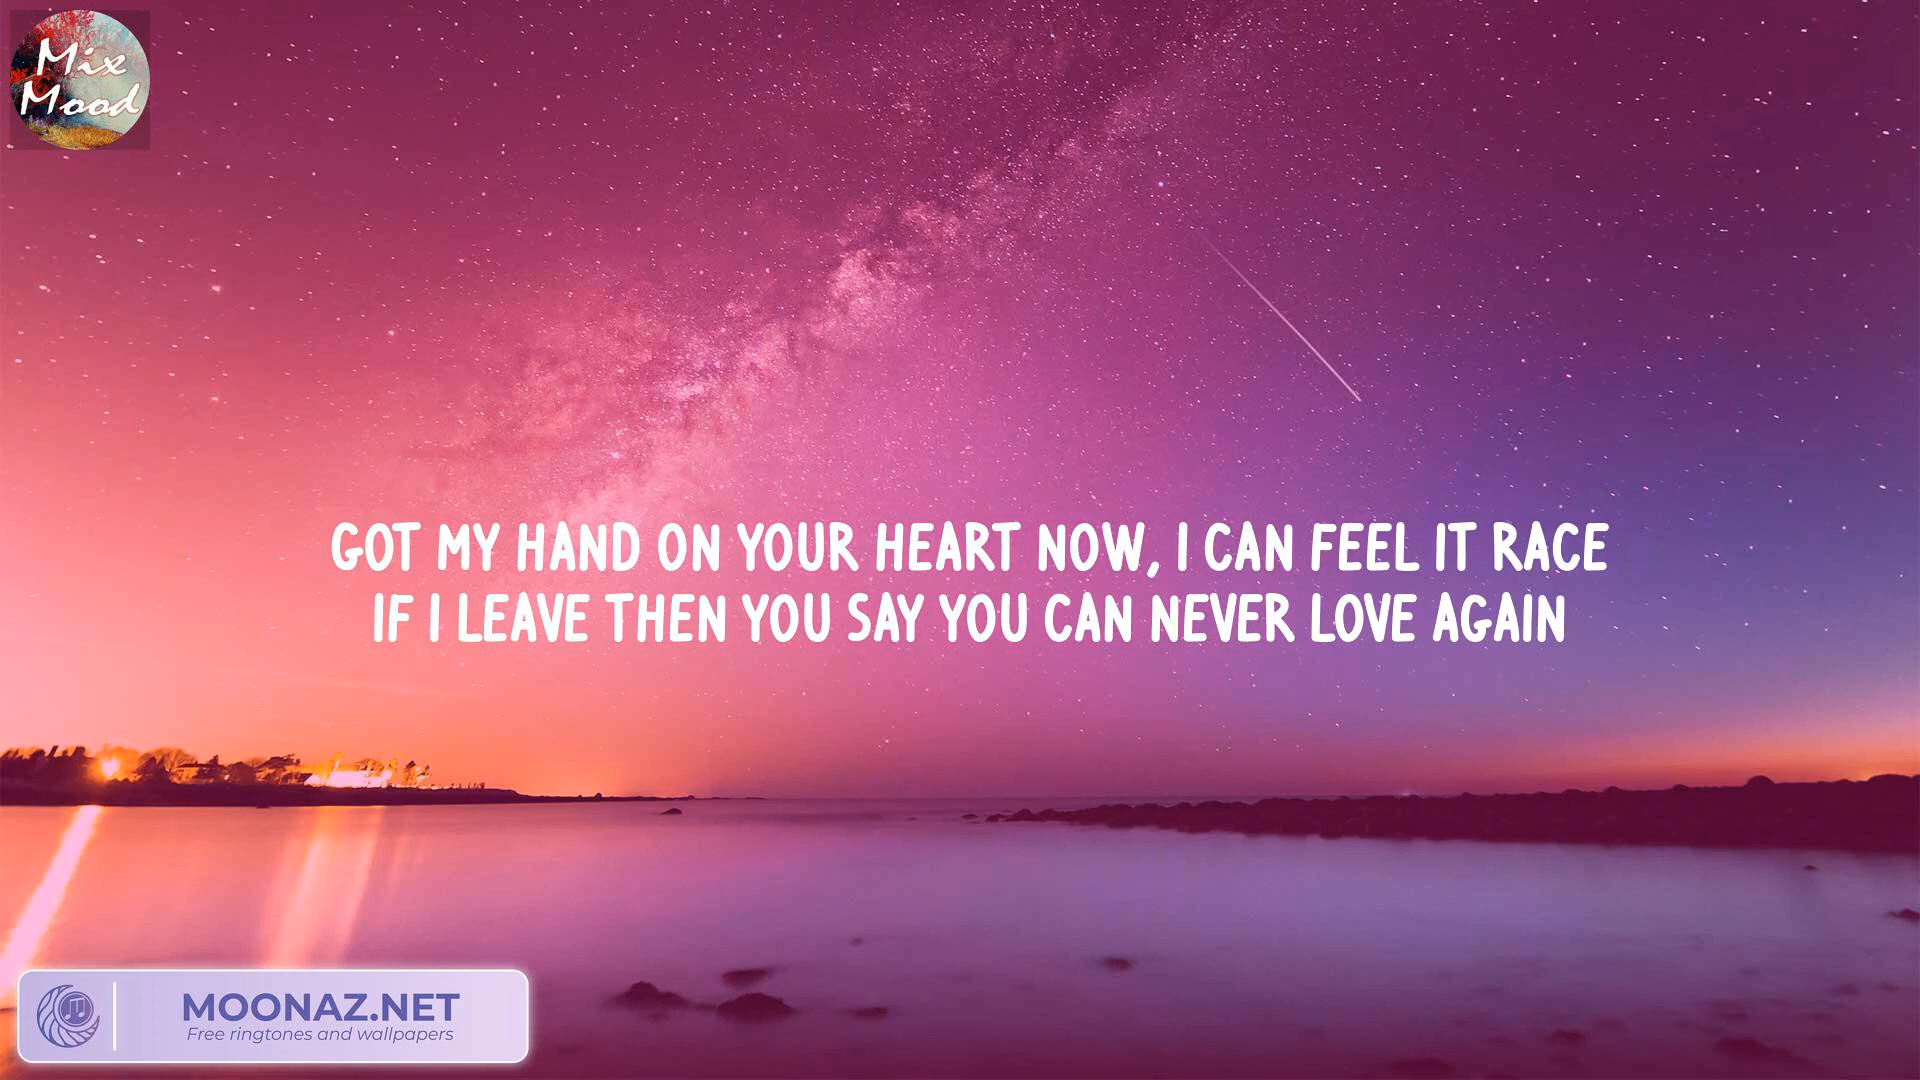 Mix
Mood
GOT MY HAND ON YOUR HEART NOW, I CAN FEEL IT RACE
IF I LEAVE THEN YOU SAY YOU CAN NEVER LOVE AGAIN
MOONAZ.NET
Free ringtones and wallpapers